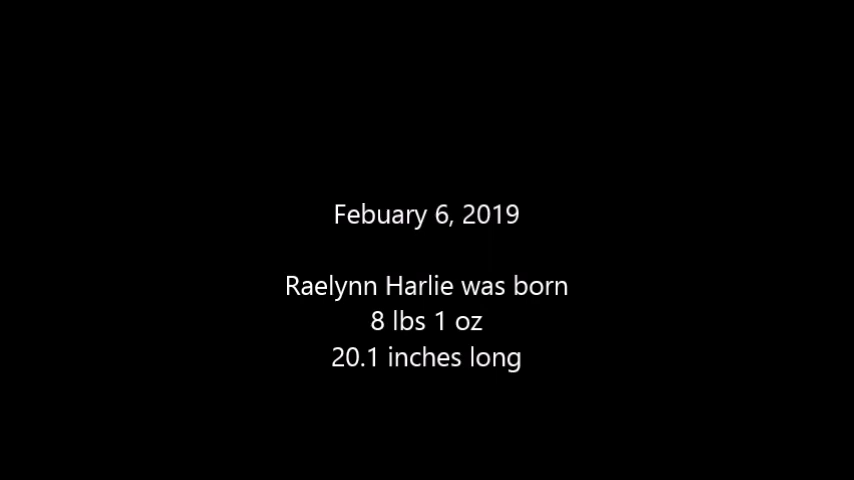 Febuary 6, 2019
Raelynn Harlie was born
8 lbs 1 oz
20.1 inches long